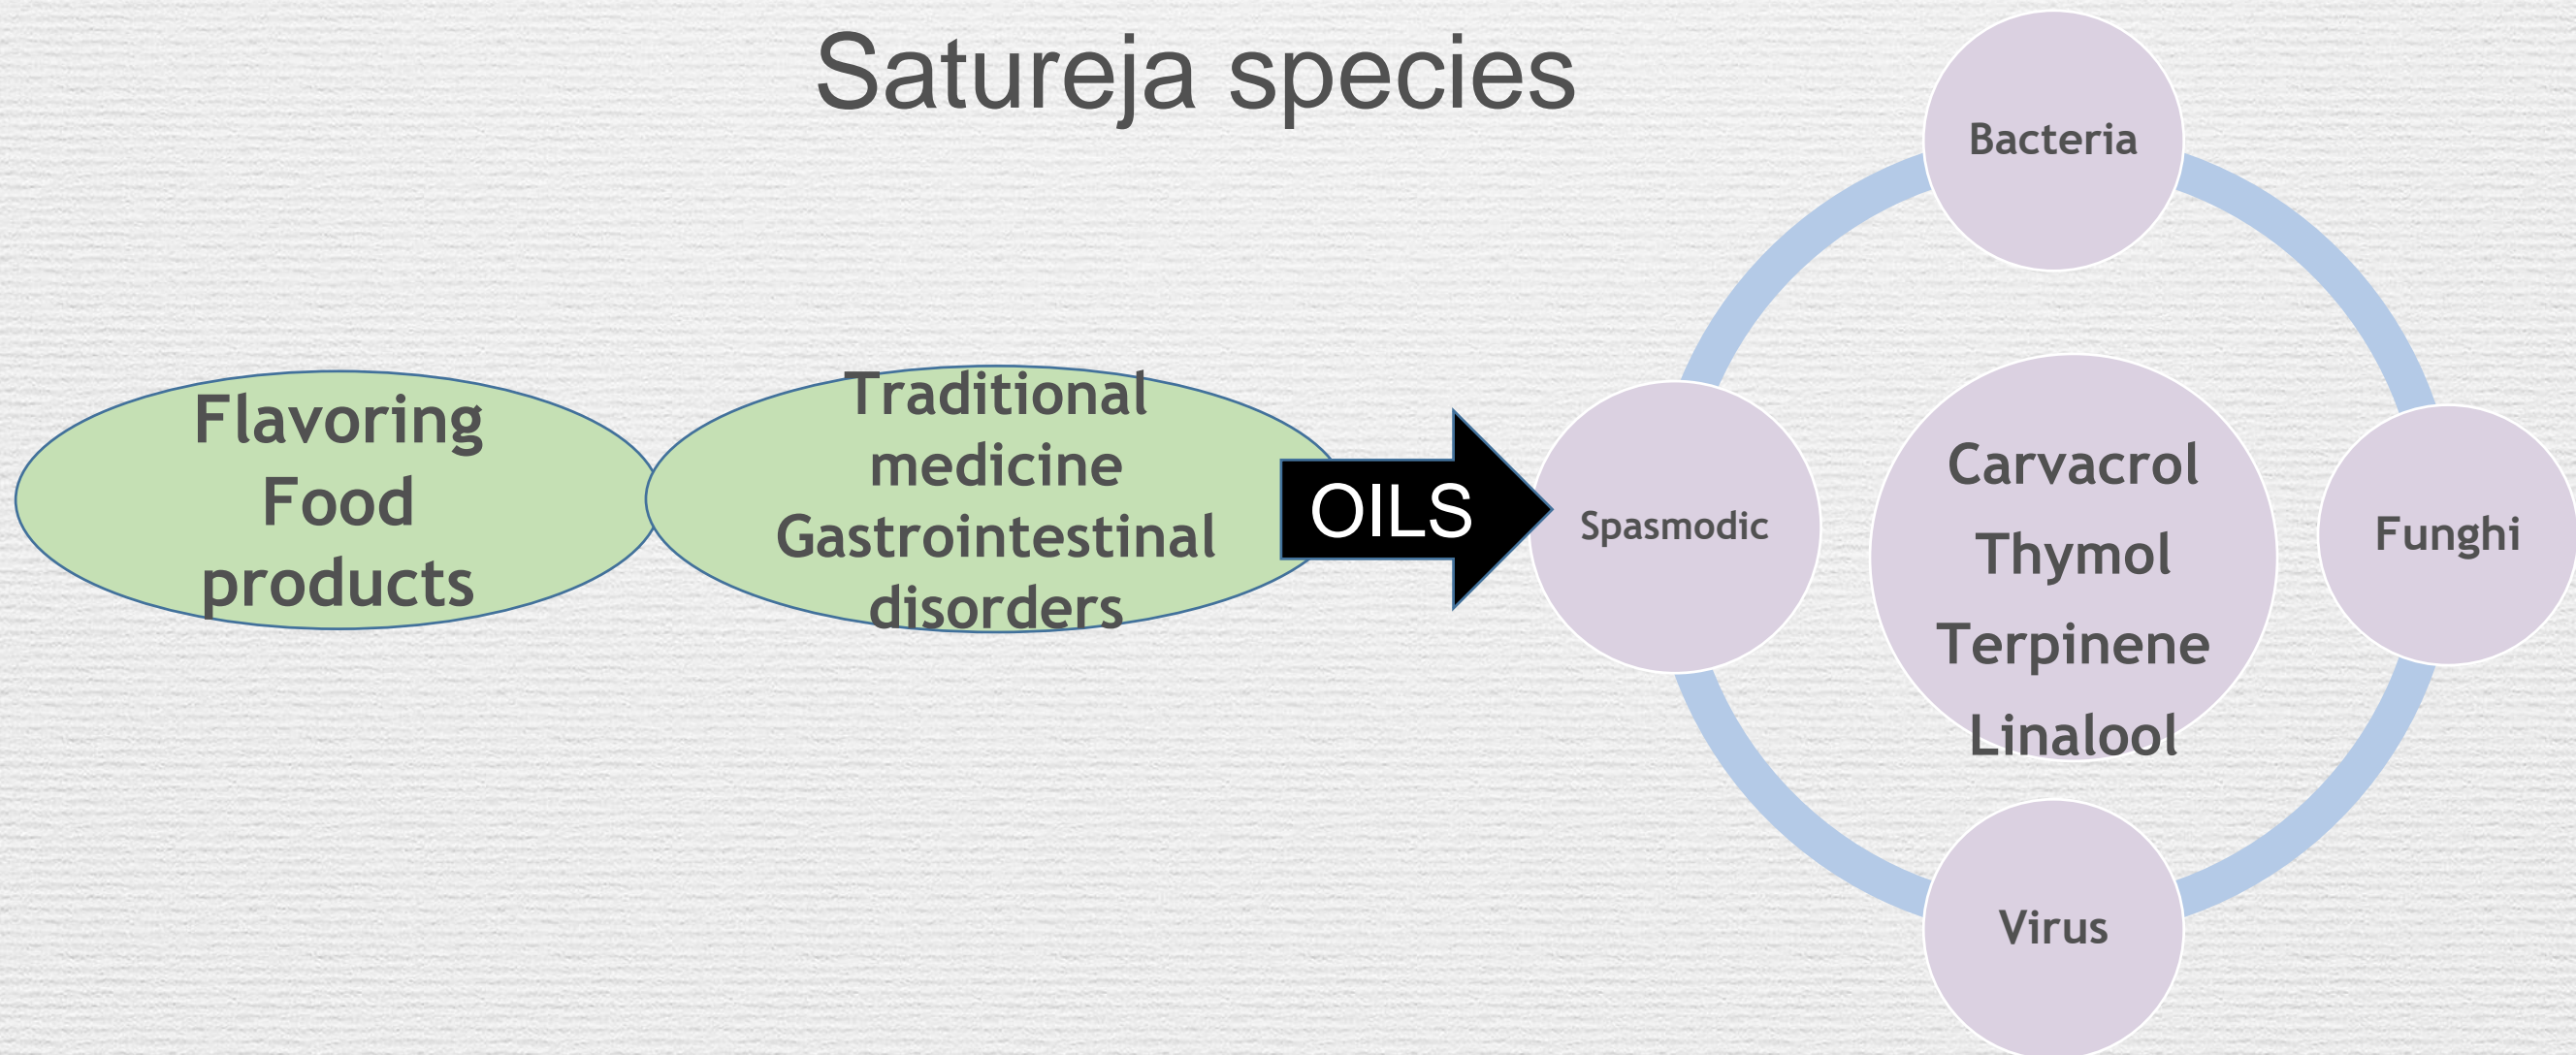 Satureja species
Flavoring
Food
products
Traditional
medicine
Gastrointestinal
disorders
OILS
Bacteria
Spasmodic
Carvacrol
Thymol
Terpinene
Linalool
Funghi
Virus